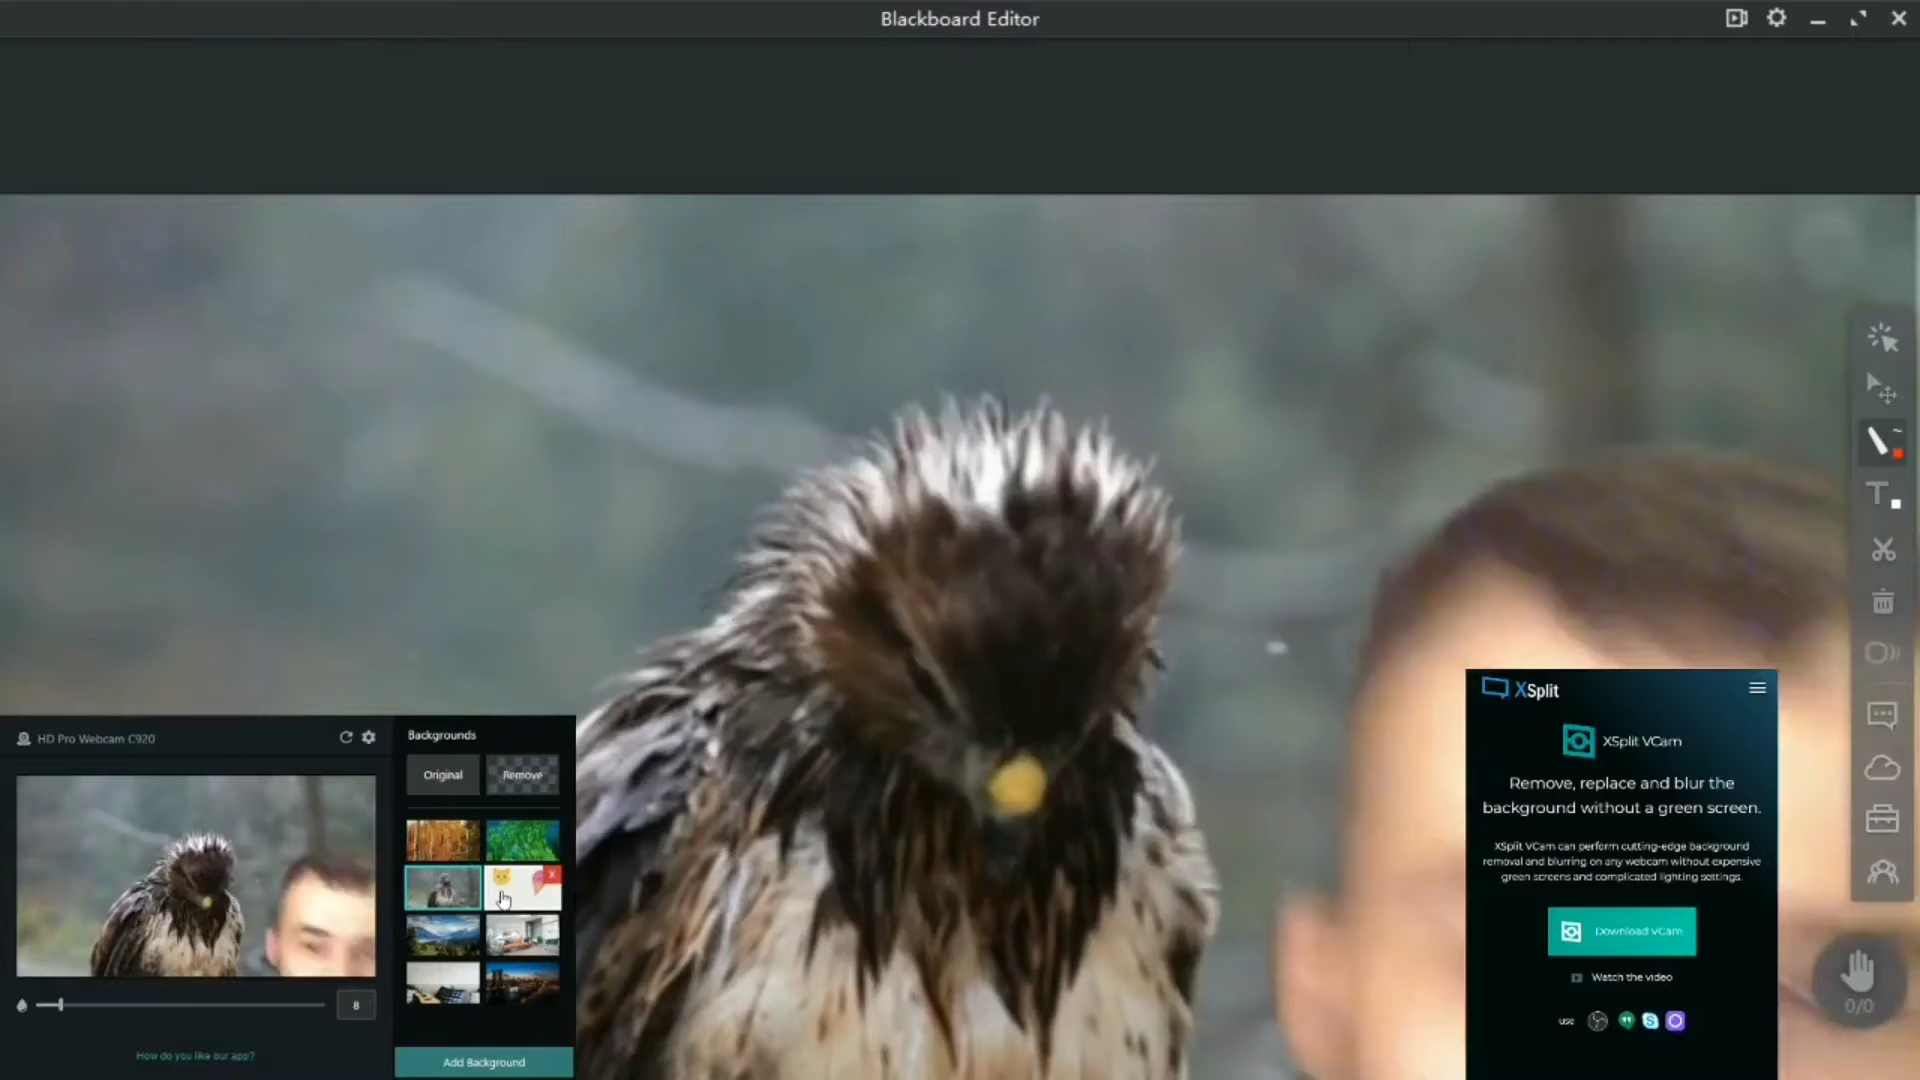 Blackboard Editor
HD Pro Webcam C920
Backgrounds
Original
Remove
8
How do you like our app?
Add Background
T
XSplit
XSplit VCam
Remove, replace and blur the
background without a green screen.
XSplit VCam can perform cutting-edge background
removal and blurring on any webcam without expensive
green screens and complicated lighting settings.
Download VCam
Watch the video
use
0/0